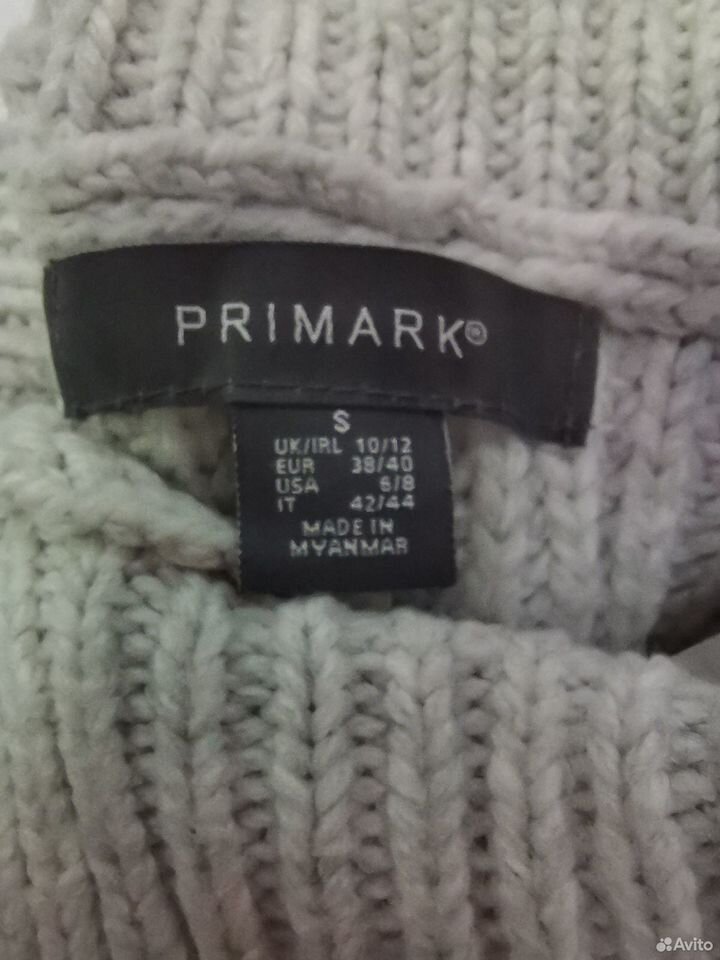 PRIMARK®
S
UK/IRL 10/12
EUR 38/40
USA 6/8
IT 42/44
MADE IN
MYANMAR
Avito